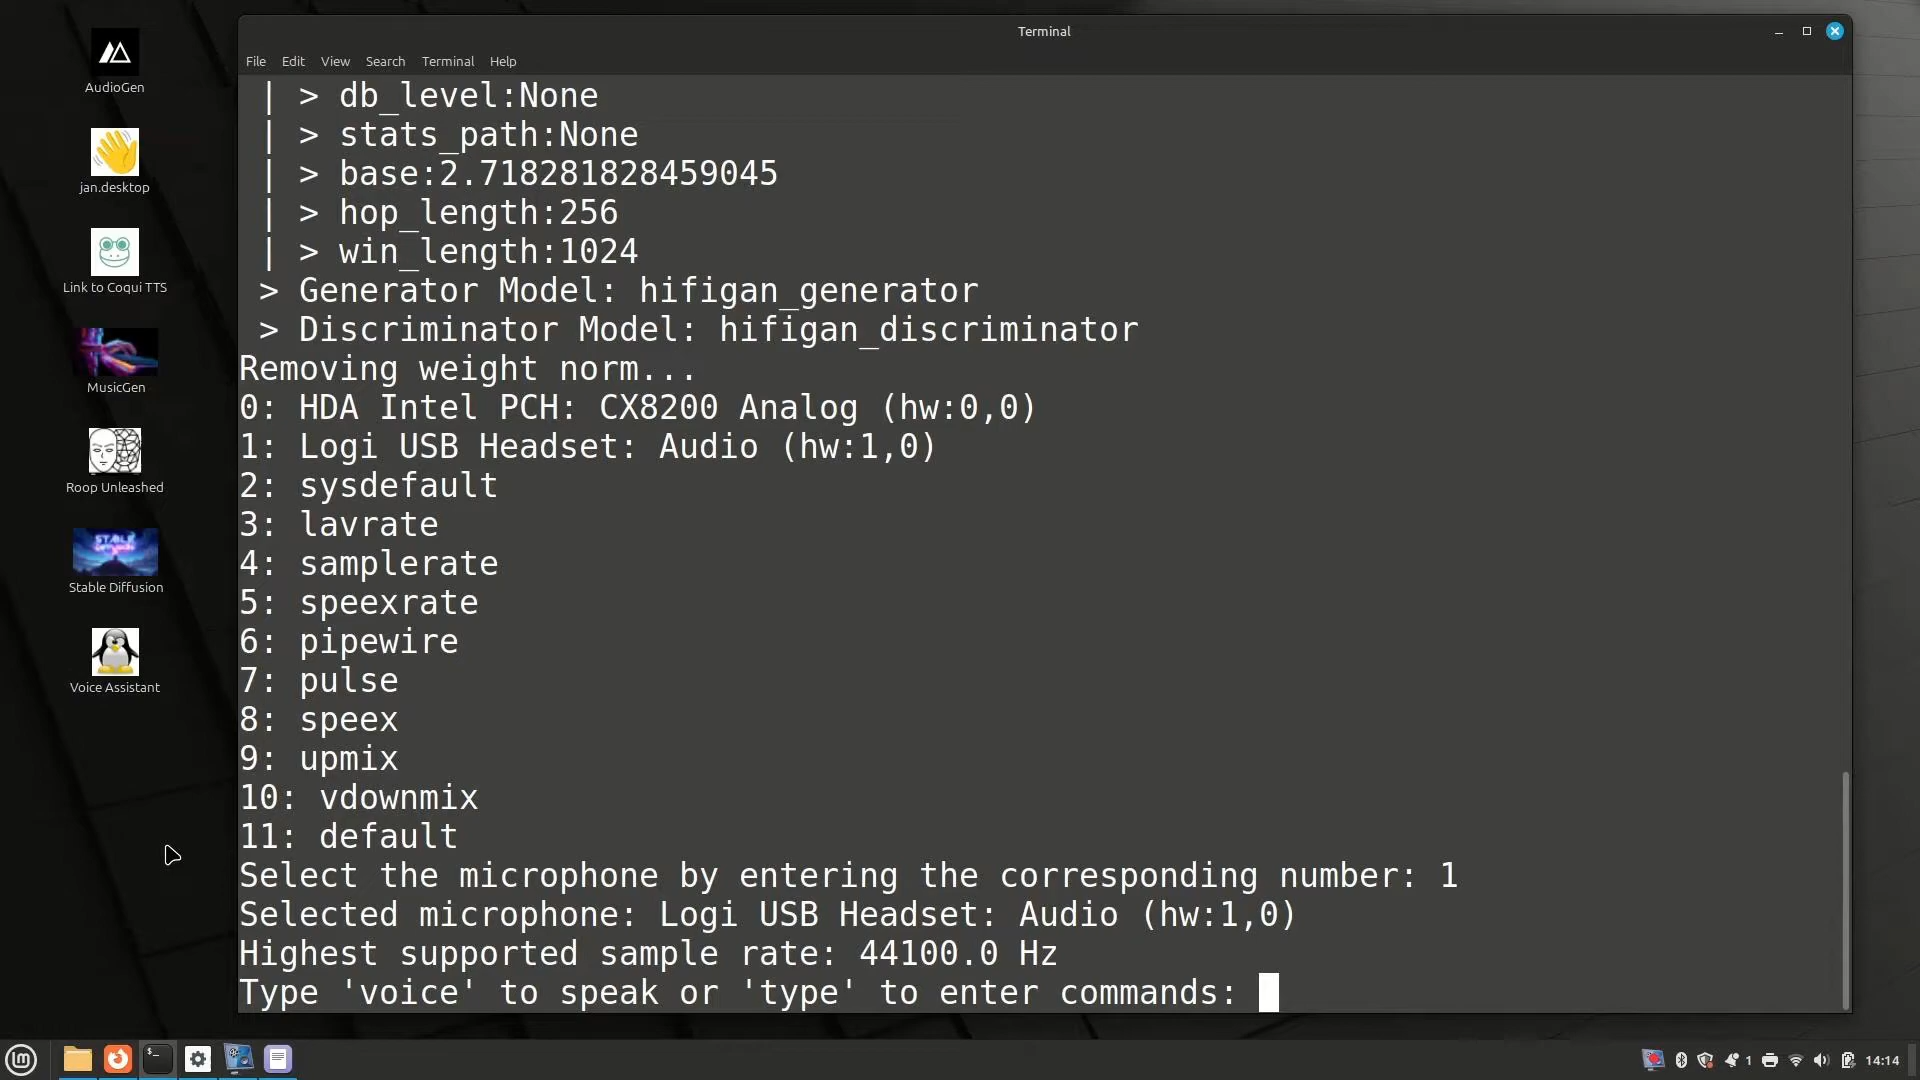 Terminal
File Edit View Search Terminal Help
| > db_level:None
| > stats_path:None
| > base:2.718281828459045
| > hop_length:256
| > win_length:1024
> Generator Model: hifigan_generator
> Discriminator Model: hifigan_discriminator
Removing weight norm...
0: HDA Intel PCH: CX8200 Analog (hw:0,0)
1: Logi USB Headset: Audio (hw:1,0)
2: sysdefault
3: lavrate
4: samplerate
5: speexrate
6: pipewire
7: pulse
8: speex
9: upmix
10: vdownmix
11: default
Select the microphone by entering the corresponding number: 1
Selected microphone: Logi USB Headset: Audio (hw:1,0)
Highest supported sample rate: 44100.0 Hz
Type 'voice' to speak or 'type' to enter commands:
AudioGen
jan.desktop
Link to Coqui TTS
MusicGen
Roop Unleashed
STABLE
Stable Diffusion
Voice Assistant
$_
1
14:14